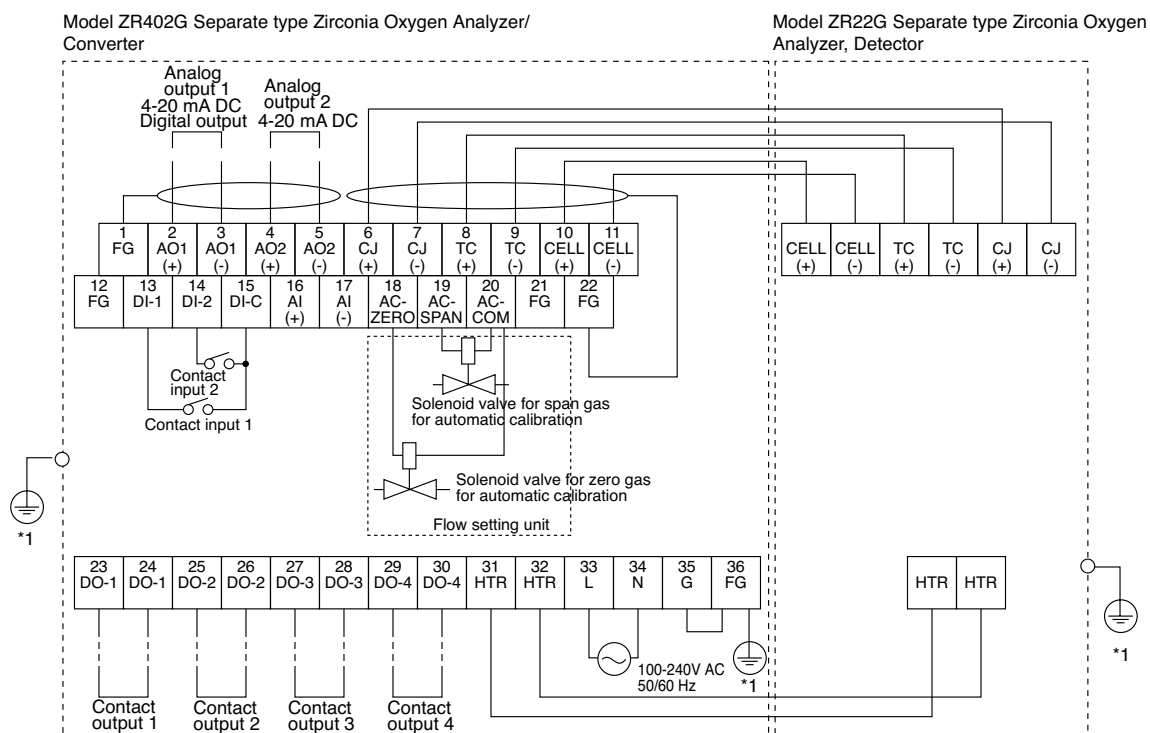 Model ZR402G Separate type Zirconia Oxygen Analyzer/
Converter
Model ZR22G Separate type Zirconia Oxygen
Analyzer, Detector
Analog
output 1
4-20 mA DC
Digital output
Analog
output 2
4-20 mA DC
1 2 3 4 5 6 7 8 9 10 11
FG AO1 AO1 AO2 AO2 CJ CJ TC TC CELL CELL
(+) (-) (+) (-) (+) (-) (+) (-) (+) (-)
CELL CELL TC TC CJ CJ
(+) (-) (+) (-) (+) (-)
12 13 14 15 16 17 18 19 20 21 22
FG DI-1 DI-2 DI-C AI AI AC- AC- AC- FG FG
(+) (-) ZERO SPAN COM
Contact
input 2
Contact input 1
Solenoid valve for span gas
for automatic calibration
Solenoid valve for zero gas
for automatic calibration
Flow setting unit
*1
23 24 25 26 27 28 29 30 31 32 33 34 35 36
DO-1 DO-1 DO-2 DO-2 DO-3 DO-3 DO-4 DO-4 HTR HTR L N G FG
HTR HTR
100-240V AC
50/60 Hz
*1
*1
Contact
output 1
Contact
output 2
Contact
output 3
Contact
output 4